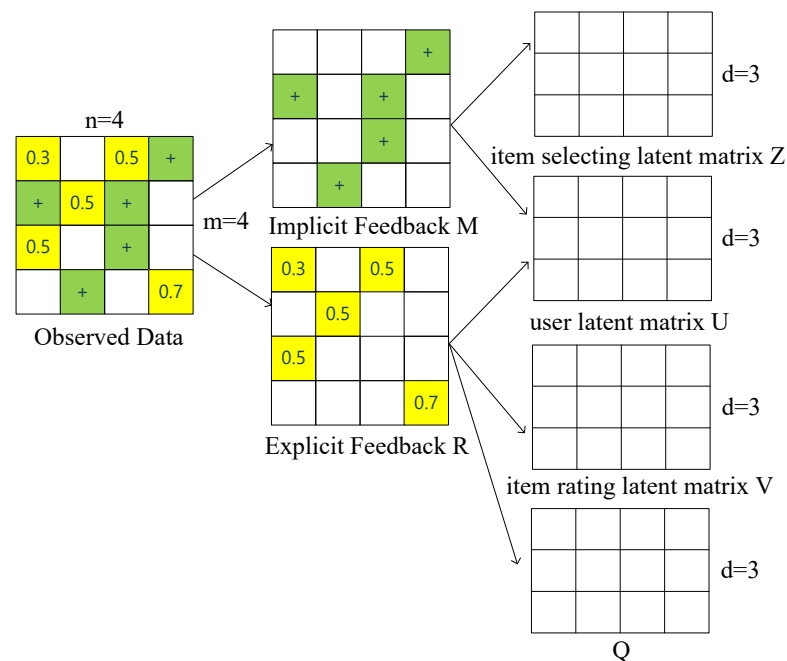 n=4
0.3 0.5 +
+ 0.5 +
0.5 +
+ 0.7
m=4
Observed Data
+
+ +
+
+
Implicit Feedback M
0.3 0.5
0.5
0.5
0.7
Explicit Feedback R
d=3
item selecting latent matrix Z
d=3
user latent matrix U
d=3
item rating latent matrix V
d=3
Q